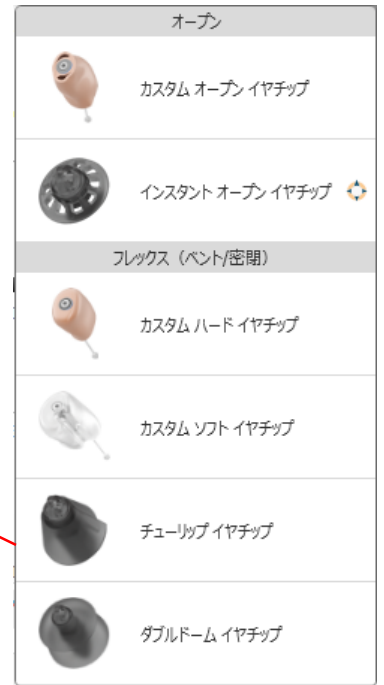 オープン
カスタム オープン イヤチップ
インスタント オープン イヤチップ
フレックス（ベント/密閉）
カスタム ハード イヤチップ
カスタム ソフト イヤチップ
チューリップ イヤチップ
ダブルドーム イヤチップ